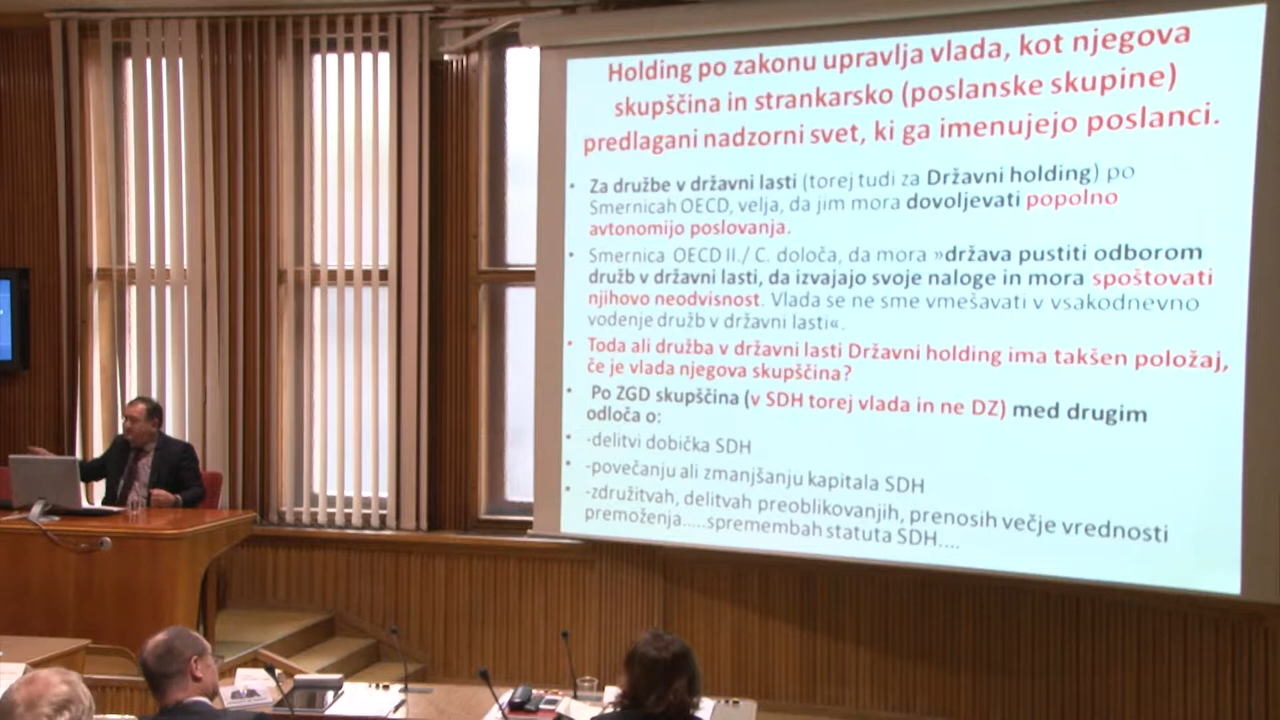 Holding po zakonu upravlja vlada, kot njegova
skupščina in strankarsko (poslanske skupine)
predlagani nadzorni svet, ki ga imenujejo poslanci.
• Za družbe v državni lasti (torej tudi za Državni holding) po
Smernicah OECD, velja, da jim mora dovoljevati popolno
avtonomijo poslovanja.
• Smernica OECD II./ C. določa, da mora »država pustiti odborom
družb v državni lasti, da izvajajo svoje naloge in mora spoštovati
njihovo neodvisnost. Vlada se ne sme vmešavati v vsakodnevno
vodenje družb v državni lasti«.
• Toda ali družba v državni lasti Državni holding ima takšen položaj,
če je vlada njegova skupščina?
• Po ZGD skupščina (v SDH torej vlada in ne DZ) med drugim
odloča o:
• -delitvi dobička SDH
• -povečanju ali zmanjšanju kapitala SDH
• -združitvah, delitvah preoblikovanjih, prenosih večje vrednosti
premoženja.....spremembah statuta SDH....